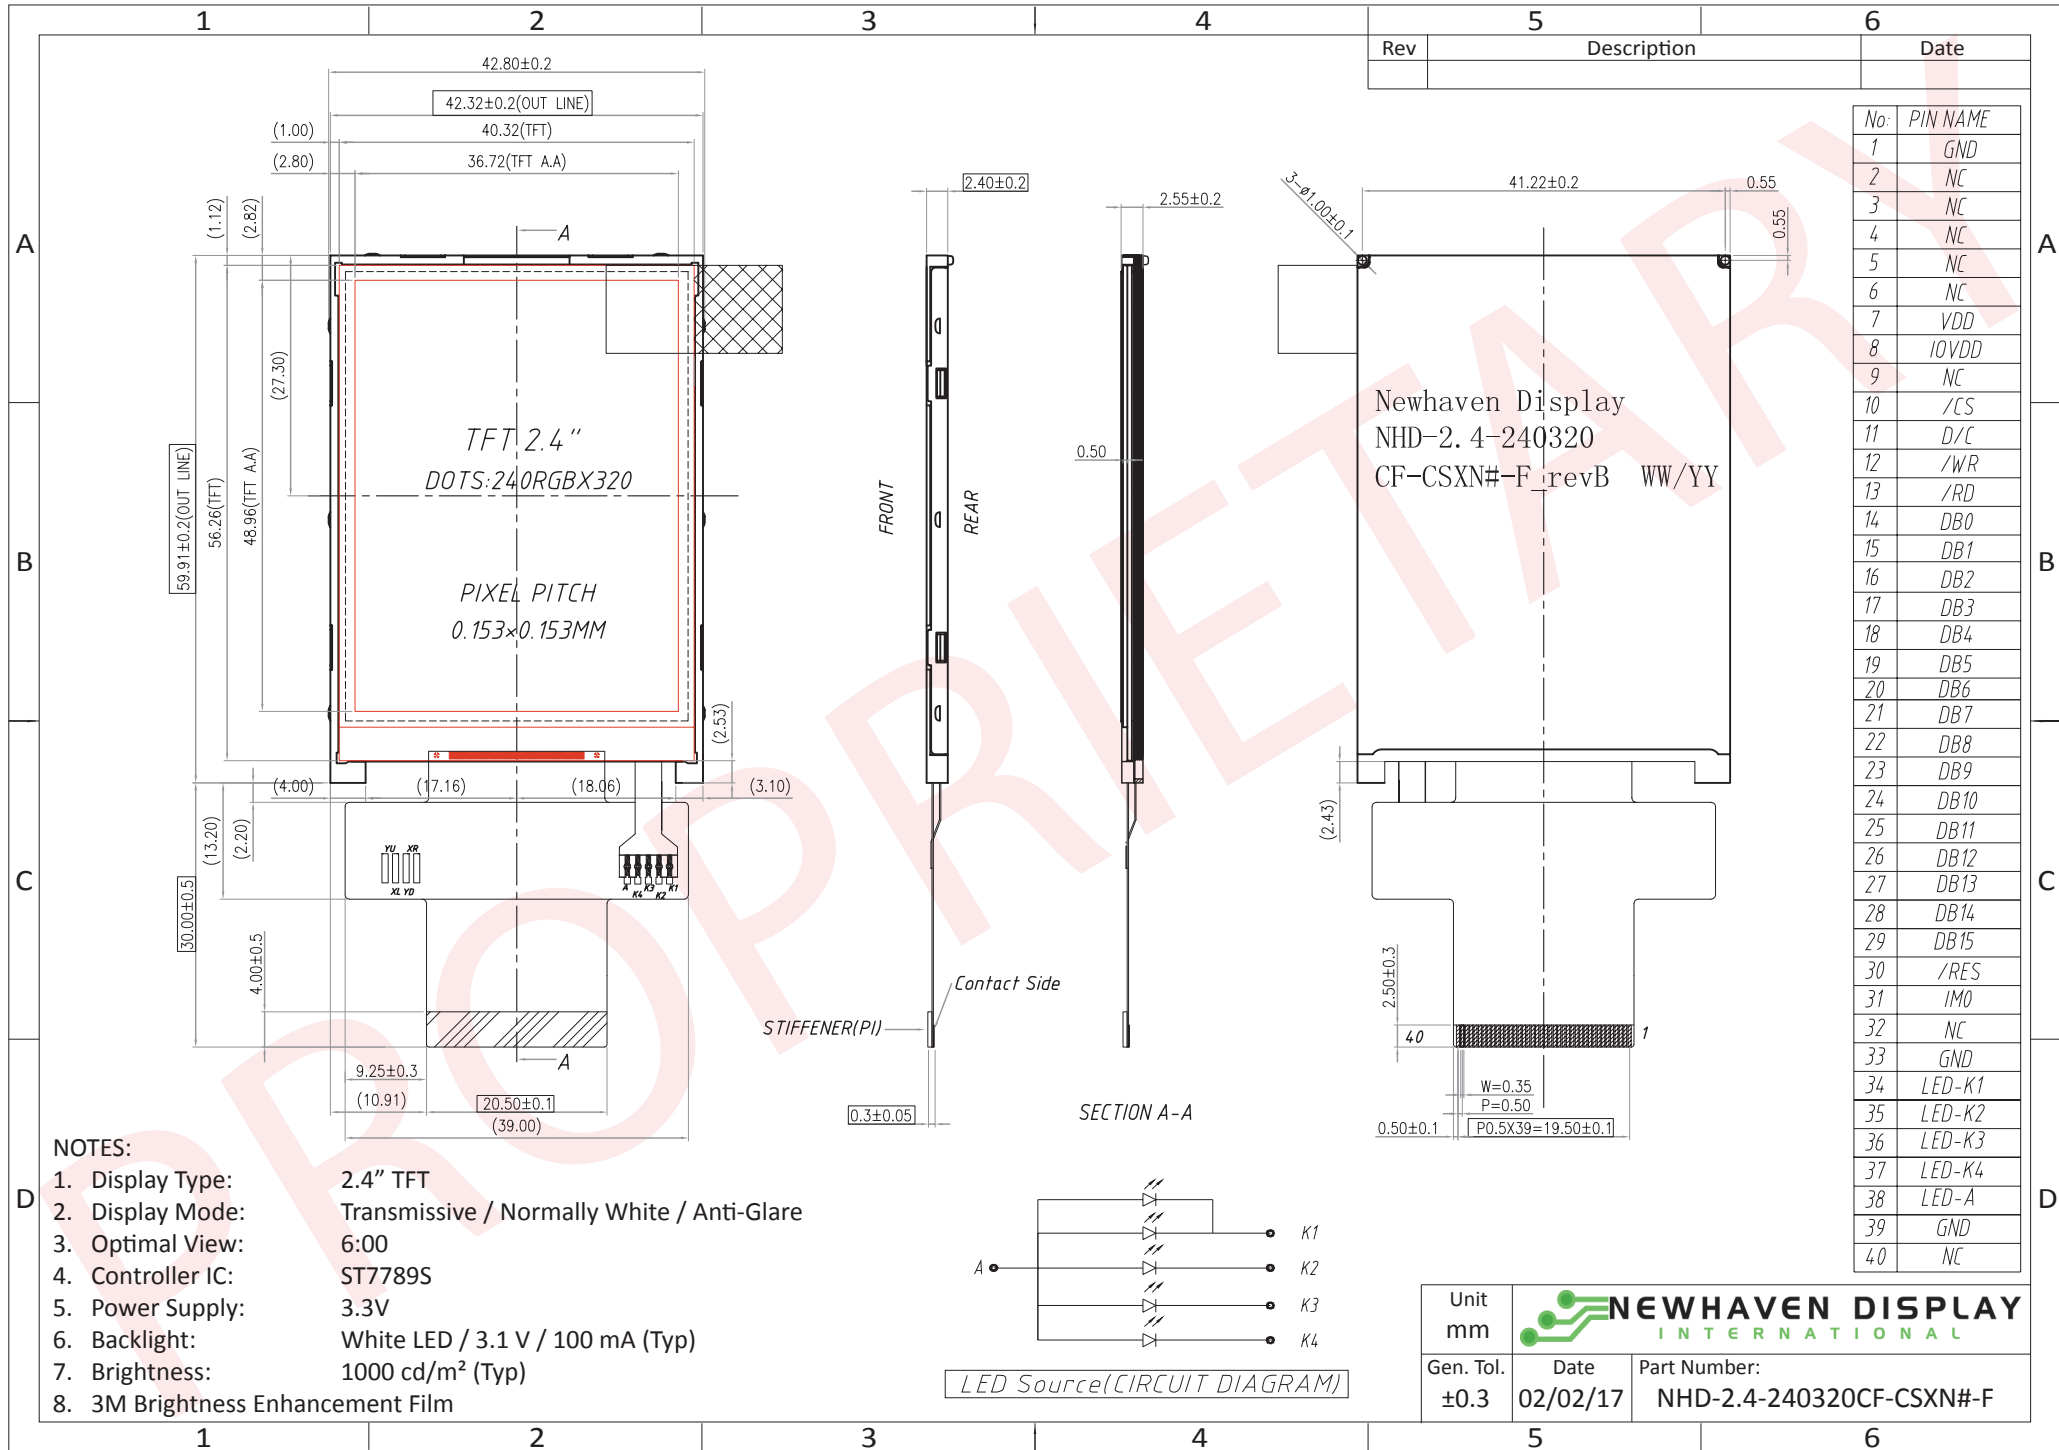 1 2 3 4 5 6
Rev Description Date
A
B
C
D
42.80±0.2
42.32±0.2(OUT LINE)
(1.00) 40.32(TFT)
(2.80) 36.72(TFT A.A)
(1.12)
(2.82)
A
(27.30)
59.91±0.2(OUT LINE)
56.26(TFT)
48.96(TFT A.A)
TFT 2.4"
DOTS:240RGBX320
PIXEL PITCH
0.153×0.153MM
(2.53)
(4.00) (17.16) (18.06) (3.10)
(13.20)
(2.20)
30.00±0.5
4.00±0.5
YU XR
XL YD
A K3 K1
K4 K2
A
9.25±0.3
(10.91) 20.50±0.1
(39.00)
2.40±0.2
FRONT
REAR
Contact Side
STIFFENER(PI)
0.3±0.05
2.55±0.2
0.50
SECTION A-A
3-ø1.00±0.1
41.22±0.2 0.55
0.55
Newhaven Display
NHD-2.4-240320
CF-CSXN#-F_revB WW/YY
(2.43)
2.50±0.3
40 1
W=0.35
P=0.50
0.50±0.1 P0.5X39=19.50±0.1
No: PIN NAME
1 GND
2 NC
3 NC
4 NC
5 NC
6 NC
7 VDD
8 IOVDD
9 NC
10 /CS
11 D/C
12 /WR
13 /RD
14 DB0
15 DB1
16 DB2
17 DB3
18 DB4
19 DB5
20 DB6
21 DB7
22 DB8
23 DB9
24 DB10
25 DB11
26 DB12
27 DB13
28 DB14
29 DB15
30 /RES
31 IM0
32 NC
33 GND
34 LED-K1
35 LED-K2
36 LED-K3
37 LED-K4
38 LED-A
39 GND
40 NC
A
B
C
D
NOTES:
1. Display Type: 2.4” TFT
2. Display Mode: Transmissive / Normally White / Anti-Glare
3. Optimal View: 6:00
4. Controller IC: ST7789S
5. Power Supply: 3.3V
6. Backlight: White LED / 3.1 V / 100 mA (Typ)
7. Brightness: 1000 cd/m² (Typ)
8. 3M Brightness Enhancement Film
A
K1
K2
K3
K4
LED Source(CIRCUIT DIAGRAM)
Unit
mm
NEWHAVEN DISPLAY
INTERNATIONAL
Gen. Tol.
±0.3
Date
02/02/17
Part Number:
NHD-2.4-240320CF-CSXN#-F
1 2 3 4 5 6
PROPRIETARY